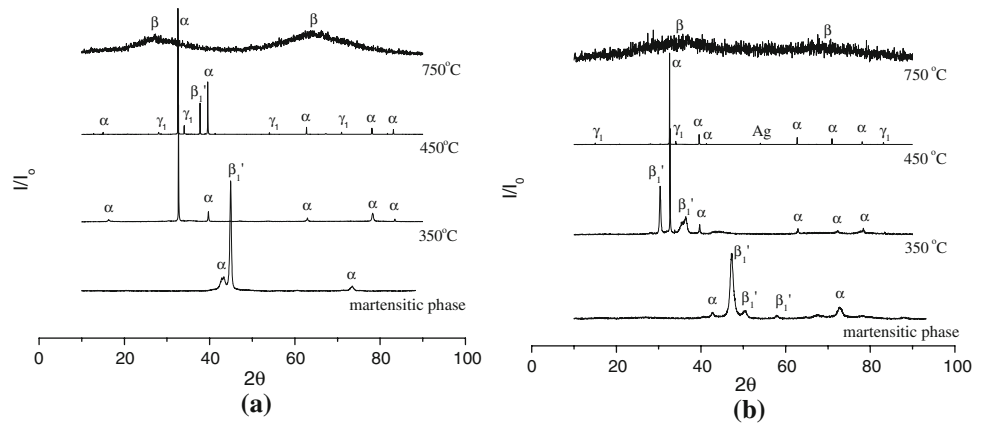 β
α
750°C
α
γ₁
γ₁
β₁'
α
γ₁
α
γ₁
α
α
450°C
α
α
β₁'
α
α
α
350°C
α
α
martensitic phase
I/Iₒ
0 20 40 60 80 100
2θ
(a)
β
β
α
750 °C
γ₁
γ₁
α
α
Ag
α
α
α
γ₁
450 °C
β₁'
β₁'
α
α
α
α
350 °C
α
β₁'
β₁'
β₁'
α
martensitic phase
I/I₀
0 20 40 60 80 100
2θ
(b)
β